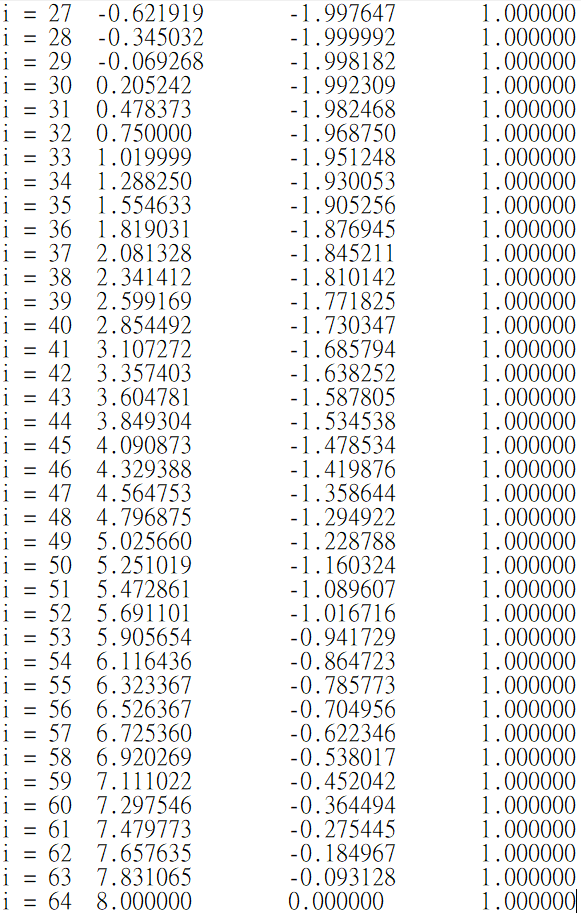 i = 27 -0.621919 -1.997647 1.000000
i = 28 -0.345032 -1.999992 1.000000
i = 29 -0.069268 -1.998182 1.000000
i = 30 0.205242 -1.992309 1.000000
i = 31 0.478373 -1.982468 1.000000
i = 32 0.750000 -1.968750 1.000000
i = 33 1.019999 -1.951248 1.000000
i = 34 1.288250 -1.930053 1.000000
i = 35 1.554633 -1.905256 1.000000
i = 36 1.819031 -1.876945 1.000000
i = 37 2.081328 -1.845211 1.000000
i = 38 2.341412 -1.810142 1.000000
i = 39 2.599169 -1.771825 1.000000
i = 40 2.854492 -1.730347 1.000000
i = 41 3.107272 -1.685794 1.000000
i = 42 3.357403 -1.638252 1.000000
i = 43 3.604781 -1.587805 1.000000
i = 44 3.849304 -1.534538 1.000000
i = 45 4.090873 -1.478534 1.000000
i = 46 4.329388 -1.419876 1.000000
i = 47 4.564753 -1.358644 1.000000
i = 48 4.796875 -1.294922 1.000000
i = 49 5.025660 -1.228788 1.000000
i = 50 5.251019 -1.160324 1.000000
i = 51 5.472861 -1.089607 1.000000
i = 52 5.691101 -1.016716 1.000000
i = 53 5.905654 -0.941729 1.000000
i = 54 6.116436 -0.864723 1.000000
i = 55 6.323367 -0.785773 1.000000
i = 56 6.526367 -0.704956 1.000000
i = 57 6.725360 -0.622346 1.000000
i = 58 6.920269 -0.538017 1.000000
i = 59 7.111022 -0.452042 1.000000
i = 60 7.297546 -0.364494 1.000000
i = 61 7.479773 -0.275445 1.000000
i = 62 7.657635 -0.184967 1.000000
i = 63 7.831065 -0.093128 1.000000
i = 64 8.000000 0.000000 1.000000